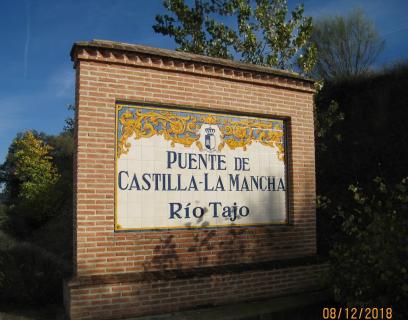 PUENTE DE
CASTILLA-LA MANCHA
RÍO TAJO
08/12/2018